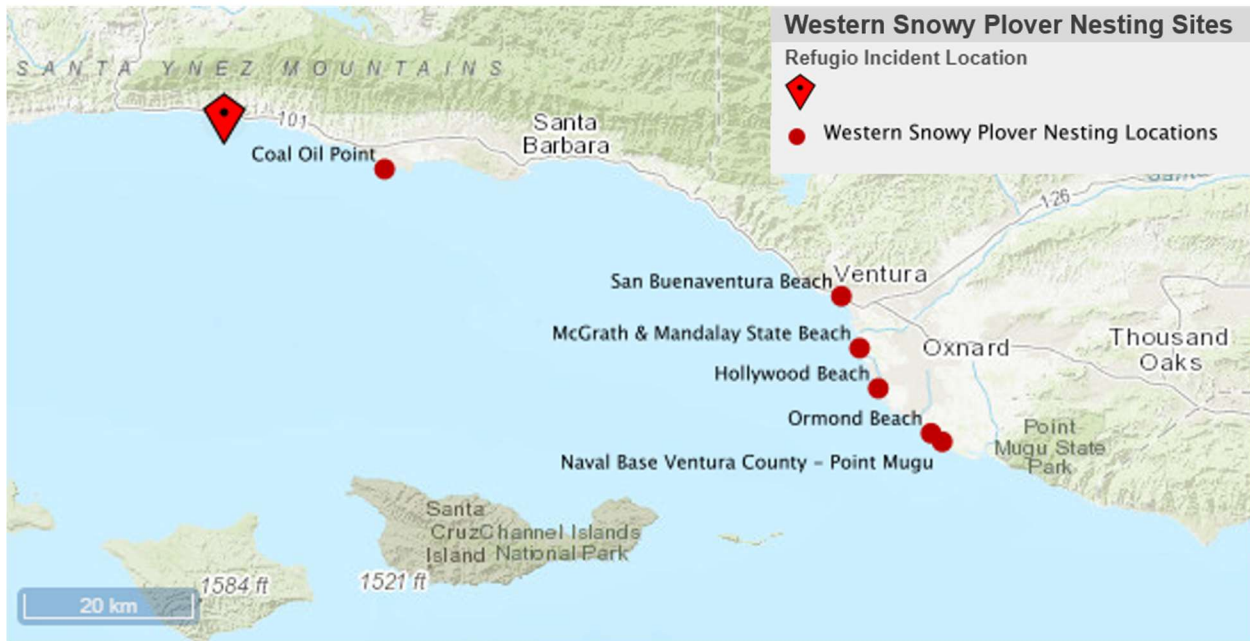 Western Snowy Plover Nesting Sites
Refugio Incident Location
Western Snowy Plover Nesting Locations
SANTA YNEZ MOUNTAINS
101
Santa
Barbara
Coal Oil Point
126
San Buenaventura Beach
Ventura
McGrath & Mandalay State Beach
Oxnard
Thousand
Oaks
Hollywood Beach
Ormond Beach
Point
Mugu State
Park
Naval Base Ventura County – Point Mugu
Santa
Cruz
Island
Channel Islands
National Park
1584 ft
1521 ft
20 km